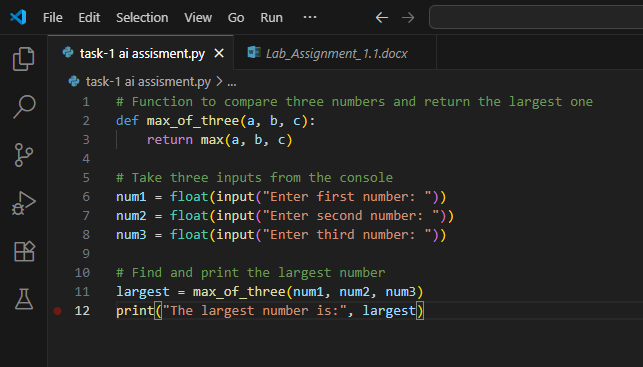 File Edit Selection View Go Run ...
task-1 ai assisment.py Lab_Assignment_1.1.docx
task-1 ai assisment.py > ...
1 # Function to compare three numbers and return the largest one
2 def max_of_three(a, b, c):
3     return max(a, b, c)
4
5 # Take three inputs from the console
6 num1 = float(input("Enter first number: "))
7 num2 = float(input("Enter second number: "))
8 num3 = float(input("Enter third number: "))
9
10 # Find and print the largest number
11 largest = max_of_three(num1, num2, num3)
12 print("The largest number is:", largest)